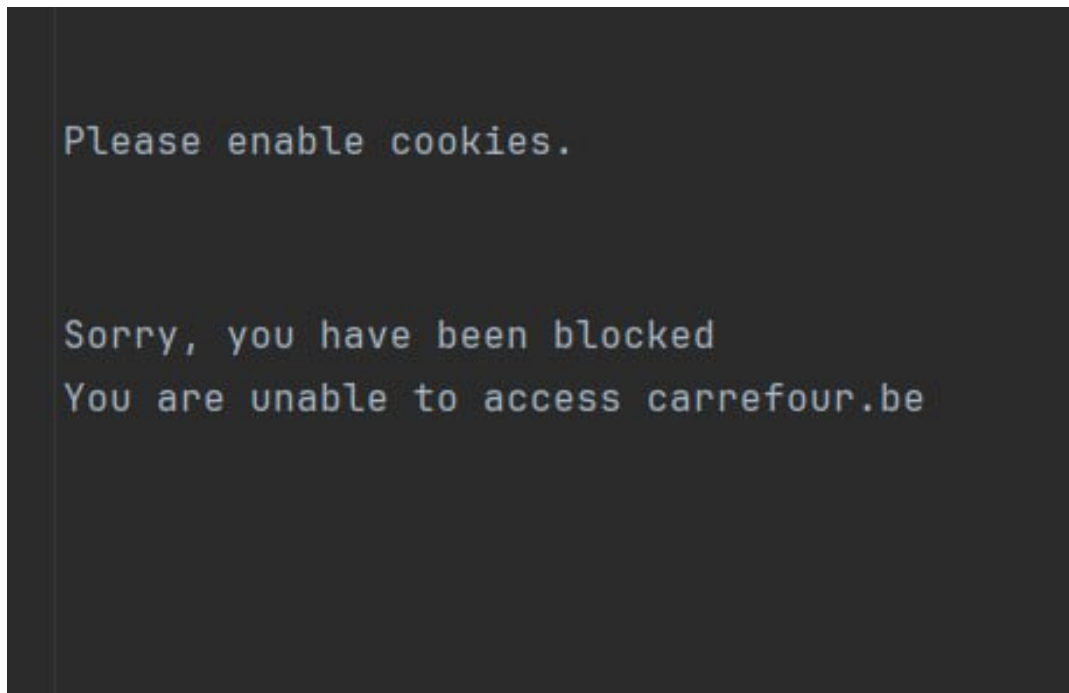 Please enable cookies.
Sorry, you have been blocked
You are unable to access carrefour.be